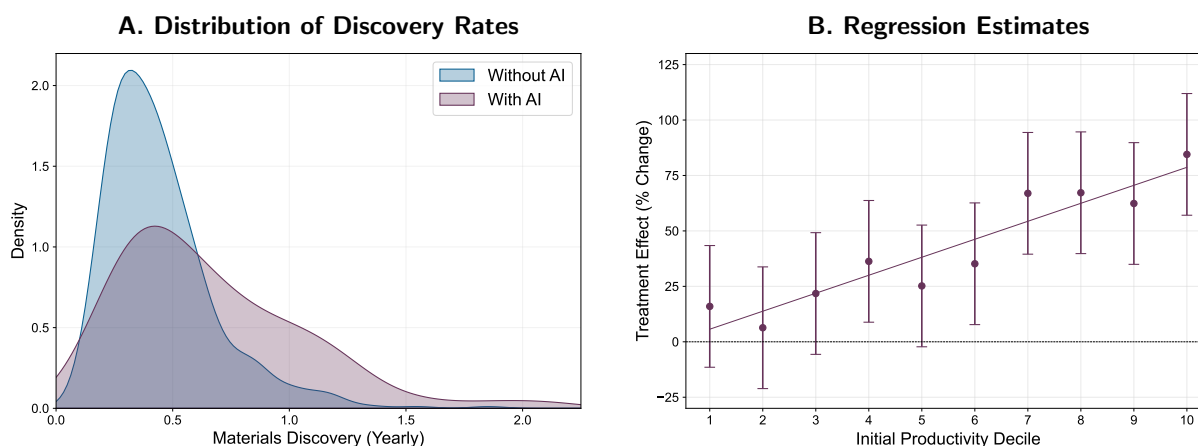 A. Distribution of Discovery Rates
Without AI
With AI
Density
2.0
1.5
1.0
0.5
0.0
0.0 0.5 1.0 1.5 2.0
Materials Discovery (Yearly)
B. Regression Estimates
Treatment Effect (% Change)
125
100
75
50
25
0
−25
1 2 3 4 5 6 7 8 9 10
Initial Productivity Decile